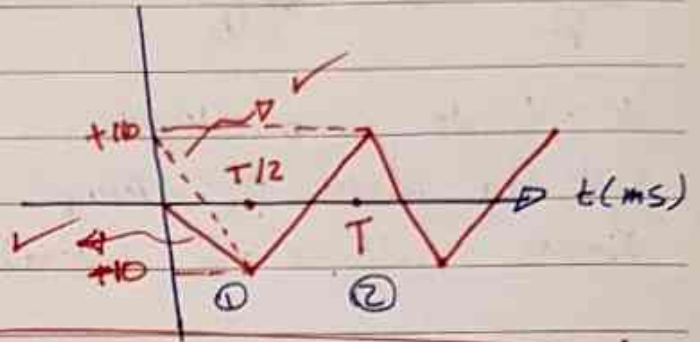 +10
T/2
t(ms)
T
+10
① ②